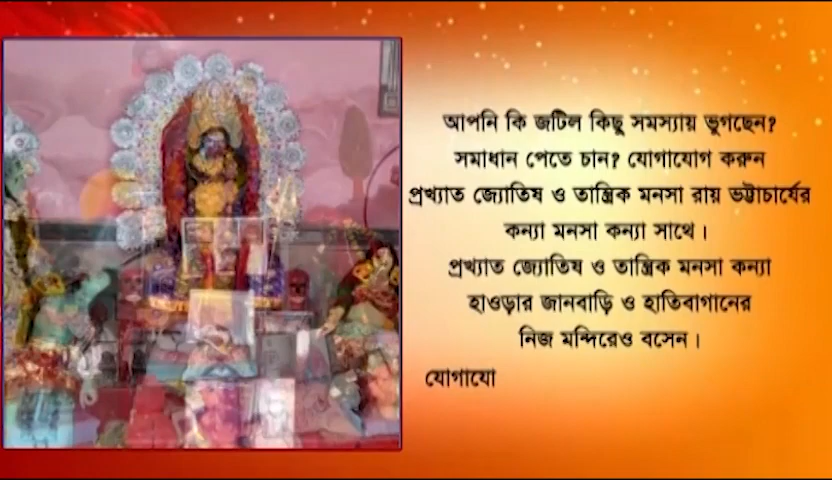 আপনি কি জটিল কিছু সমস্যায় ভুগছেন?
সমাধান পেতে চান? যোগাযোগ করুন
প্রখ্যাত জ্যোতিষ ও তান্ত্রিক মনসা রায় ভট্টাচার্যের
কন্যা মনসা কন্যা সাথে।
প্রখ্যাত জ্যোতিষ ও তান্ত্রিক মনসা কন্যা
হাওড়ার জানবাড়ি ও হাতিবাগানের
নিজ মন্দিরেও বসেন।
যোগাযো